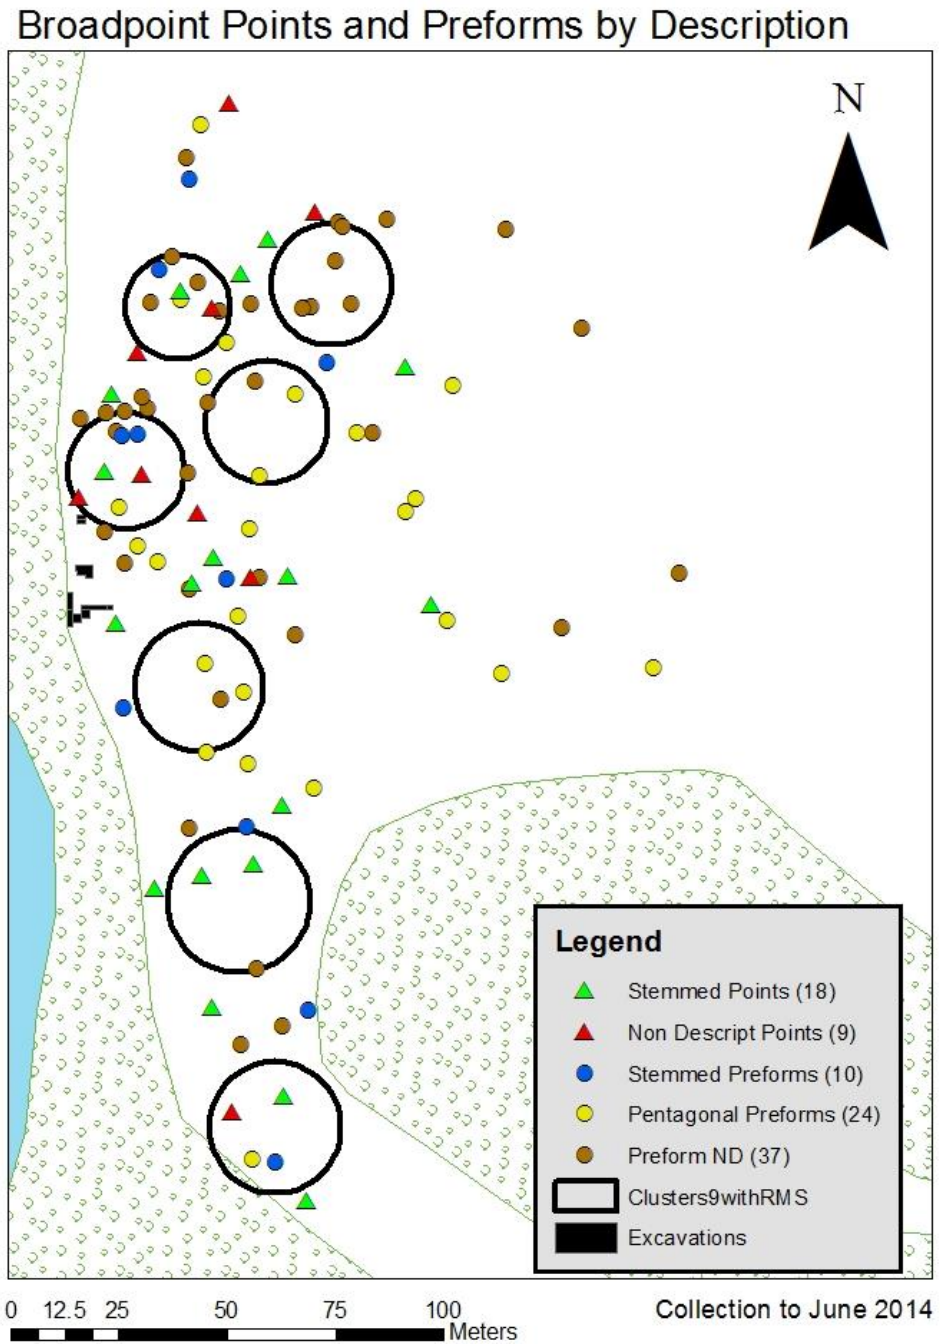 Broadpoint Points and Preforms by Description
N
Legend
Stemmed Points (18)
Non Descript Points (9)
Stemmed Preforms (10)
Pentagonal Preforms (24)
Preform ND (37)
Clusters9withRMS
Excavations
0 12.5 25 50 75 100
Meters
Collection to June 2014